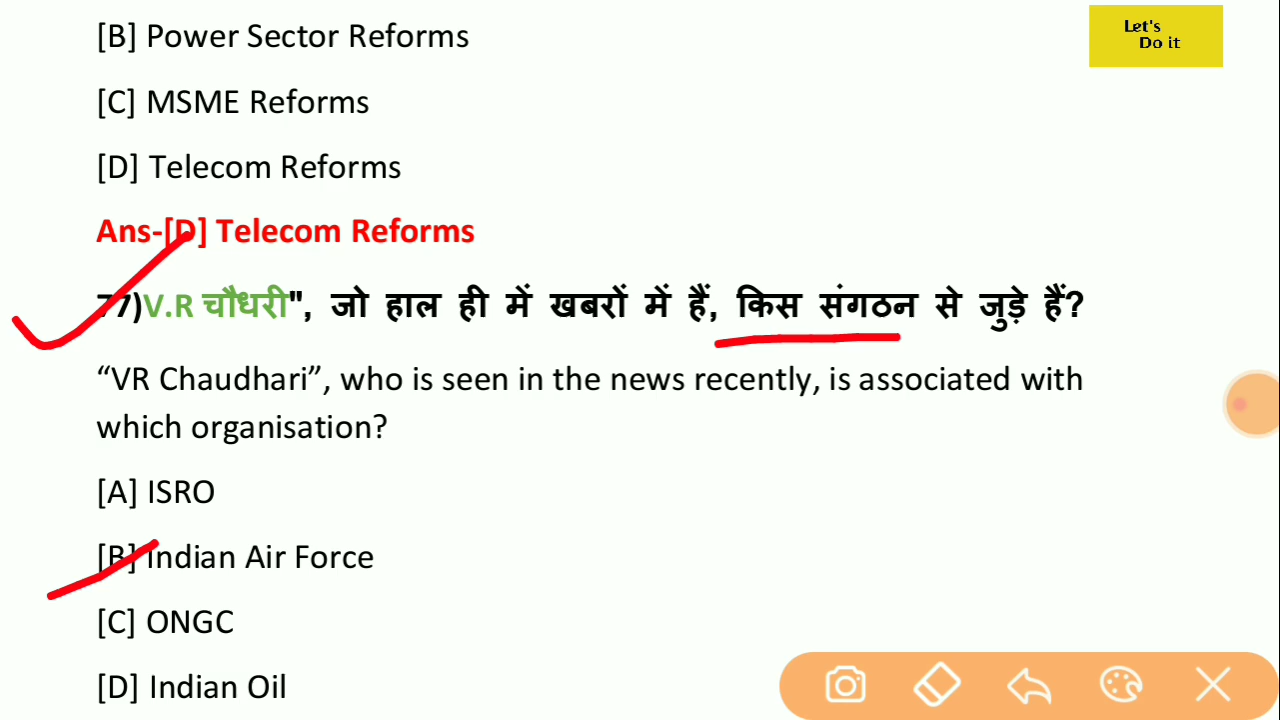 [B] Power Sector Reforms
Let's
Do it
[C] MSME Reforms
[D] Telecom Reforms
Ans-[D] Telecom Reforms
77)V.R चौधरी", जो हाल ही में खबरों में हैं, किस संगठन से जुड़े हैं?
“VR Chaudhari”, who is seen in the news recently, is associated with
which organisation?
[A] ISRO
[B] Indian Air Force
[C] ONGC
[D] Indian Oil